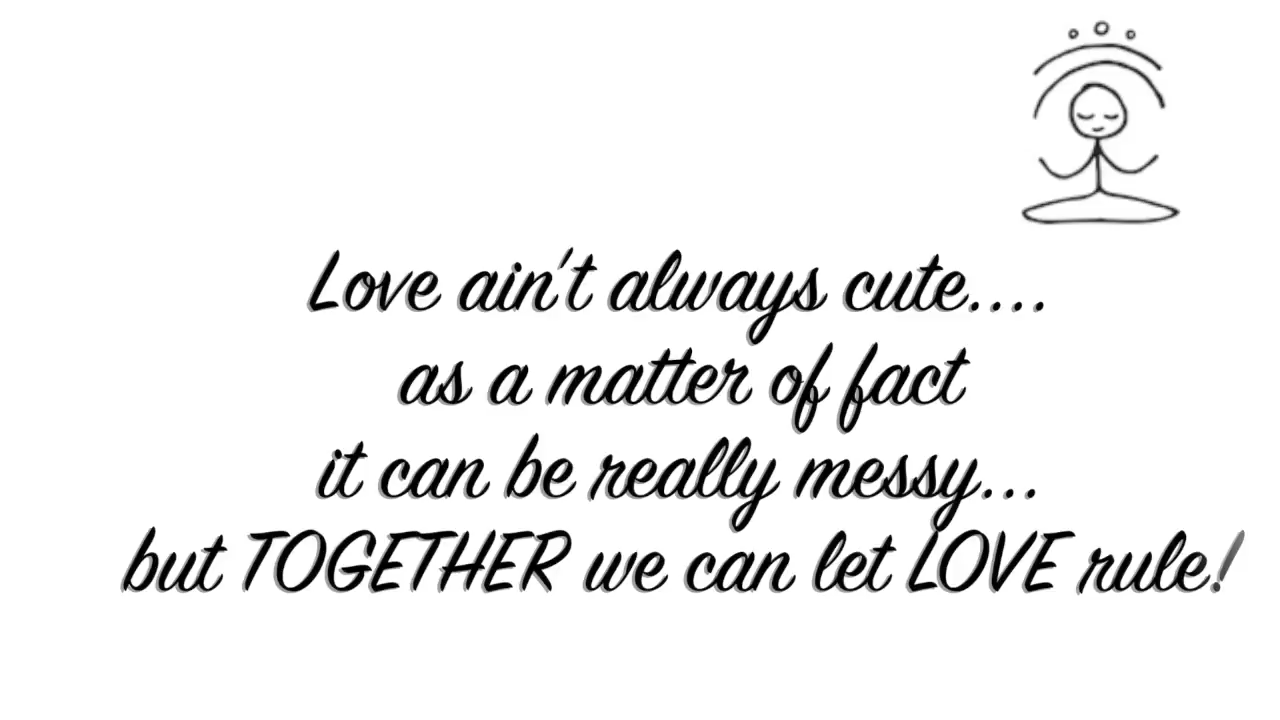 Love ain't always cute....
as a matter of fact
it can be really messy...
but TOGETHER we can let LOVE rule!